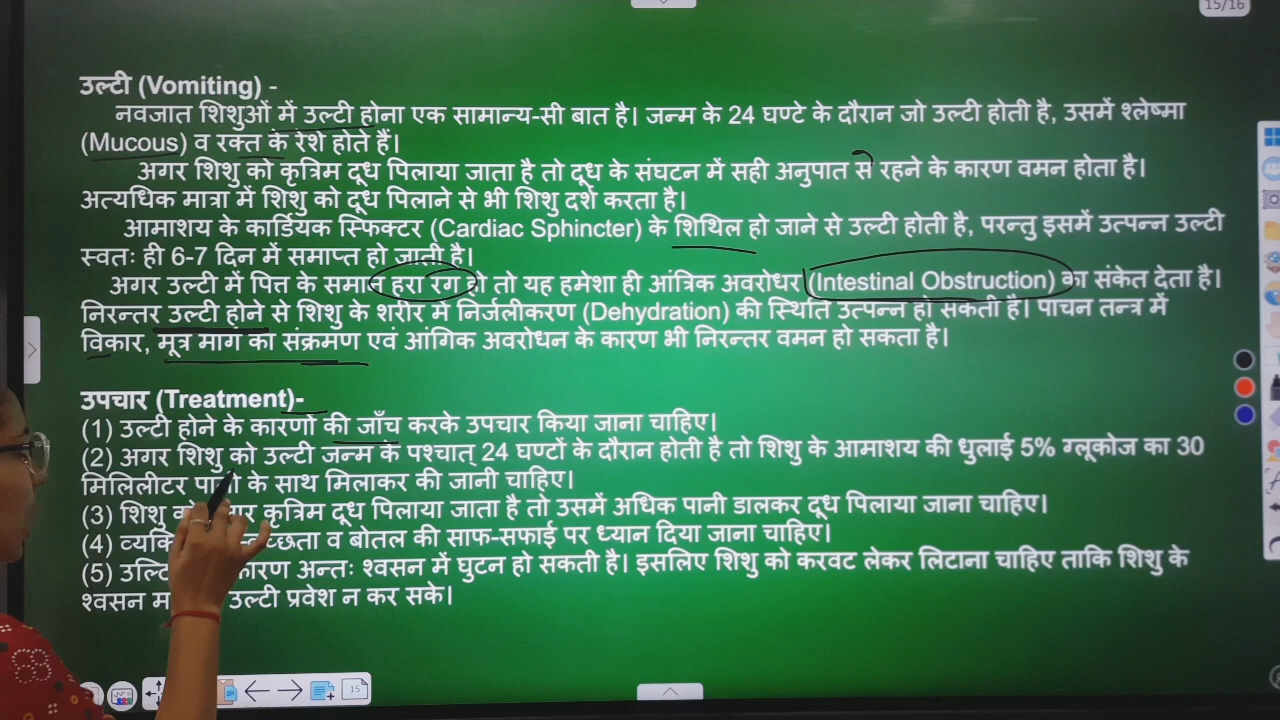 15/16
उल्टी (Vomiting) -
नवजात शिशुओं में उल्टी होना एक सामान्य-सी बात है। जन्म के 24 घण्टे के दौरान जो उल्टी होती है, उसमें श्लेष्मा
(Mucous) व रक्त के रेशे होते हैं।
अगर शिशु को कृत्रिम दूध पिलाया जाता है तो दूध के संघटन में सही अनुपात से रहने के कारण वमन होता है।
अत्यधिक मात्रा में शिशु को दूध पिलाने से भी शिशु दर्श करता है।
आमाशय के कार्डियक स्फिक्टर (Cardiac Sphincter) के शिथिल हो जाने से उल्टी होती है, परन्तु इसमें उत्पन्न उल्टी
स्वतः ही 6-7 दिन में समाप्त हो जाती है।
अगर उल्टी में पित्त के समान हरा रंग हो तो यह हमेशा ही आंत्रिक अवरोधर (Intestinal Obstruction) का संकेत देता है।
निरन्तर उल्टी होने से शिशु के शरीर में निर्जलीकरण (Dehydration) की स्थिति उत्पन्न हो सकती है। पाचन तन्त्र में
विकार, मूत्र मार्ग का संक्रमण एवं आंगिक अवरोधन के कारण भी निरन्तर वमन हो सकता है।
उपचार (Treatment)-
(1) उल्टी होने के कारणों की जाँच करके उपचार किया जाना चाहिए।
(2) अगर शिशु को उल्टी जन्म के पश्चात् 24 घण्टों के दौरान होती है तो शिशु के आमाशय की धुलाई 5% ग्लूकोज का 30
मिलिलीटर पानी के साथ मिलाकर की जानी चाहिए।
(3) शिशु कृत्रिम दूध पिलाया जाता है तो उसमें अधिक पानी डालकर दूध पिलाया जाना चाहिए।
(4) व बोतल की साफ-सफाई पर ध्यान दिया जाना चाहिए।
(5) अन्तः श्वसन में घुटन हो सकती है। इसलिए शिशु को करवट लेकर लिटाना चाहिए ताकि शिशु के
श्वसन उल्टी प्रवेश न कर सके।
15